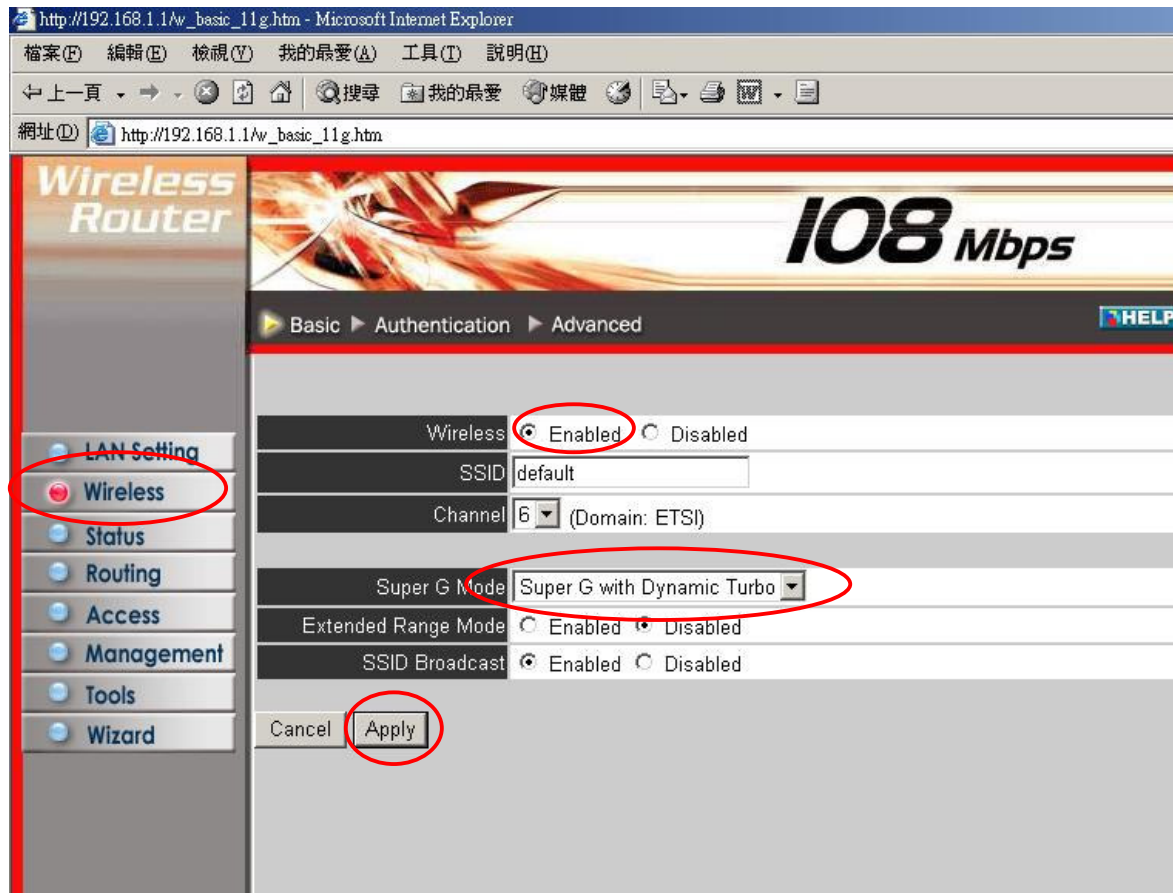 http://192.168.1.1/w_basic_11g.htm - Microsoft Internet Explorer
檔案(F) 編輯(E) 檢視(V) 我的最愛(A) 工具(T) 說明(H)
上一頁 搜尋 我的最愛 媒體
網址(D) http://192.168.1.1/w_basic_11g.htm
Wireless Router
108 Mbps
Basic Authentication Advanced HELP
Wireless Enabled Disabled
SSID default
Channel 6 (Domain: ETSI)
Super G Mode Super G with Dynamic Turbo
Extended Range Mode Enabled Disabled
SSID Broadcast Enabled Disabled
Cancel Apply
LAN Setting
Wireless
Status
Routing
Access
Management
Tools
Wizard